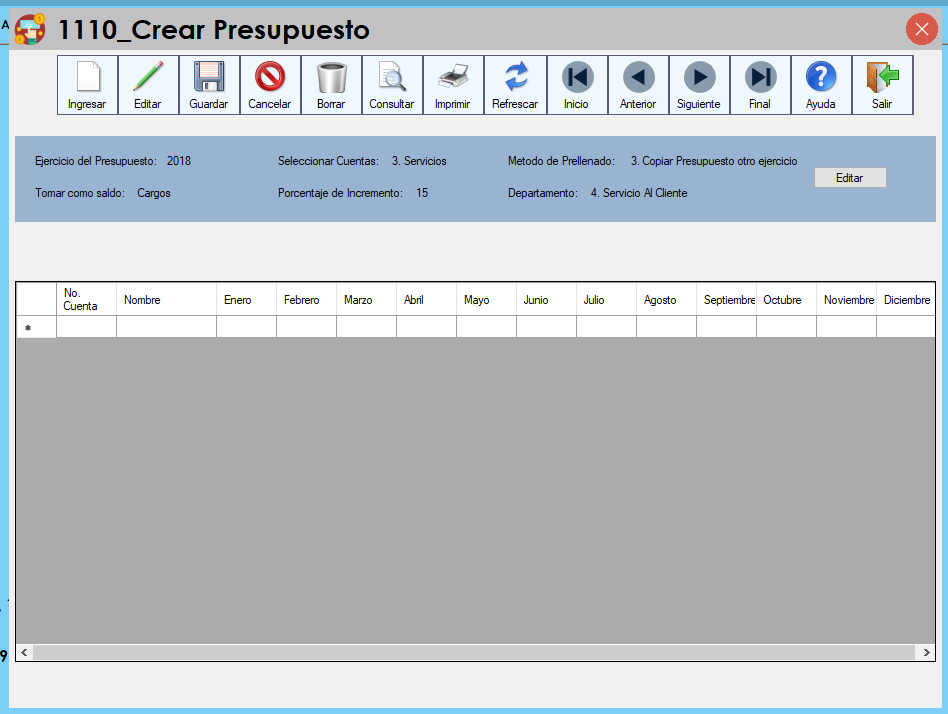 A
1110_Crear Presupuesto
Ingresar Editar Guardar Cancelar Borrar Consultar Imprimir Refrescar Inicio Anterior Siguiente Final Ayuda Salir
Ejercicio del Presupuesto: 2018 Seleccionar Cuentas: 3. Servicios Metodo de Prellenado: 3. Copiar Presupuesto otro ejercicio
Editar
Tomar como saldo: Cargos Porcentaje de Incremento: 15 Departamento: 4. Servicio Al Cliente
No. Cuenta Nombre Enero Febrero Marzo Abril Mayo Junio Julio Agosto Septiembre Octubre Noviembre Diciembre
9